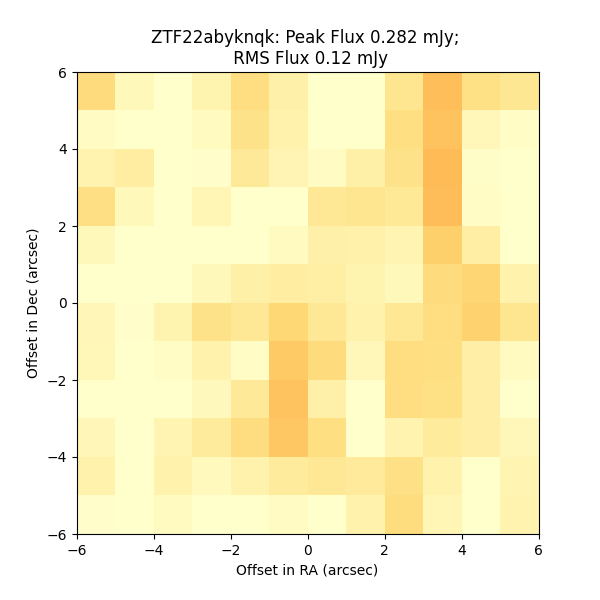 ZTF22abyknqk: Peak Flux 0.282 mJy;
RMS Flux 0.12 mJy
6
4
2
0
−2
−4
−6
Offset in Dec (arcsec)
−6 −4 −2 0 2 4 6
Offset in RA (arcsec)